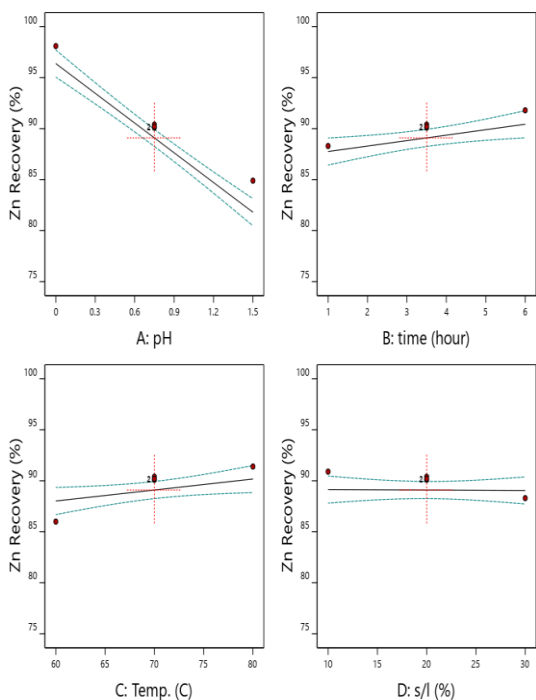 Zn Recovery (%)
100
95
90
85
80
75
2
0 0.3 0.6 0.9 1.2 1.5
A: pH
Zn Recovery (%)
100
95
90
85
80
75
2
1 2 3 4 5 6
B: time (hour)
Zn Recovery (%)
100
95
90
85
80
75
2
60 65 70 75 80
C: Temp. (C)
Zn Recovery (%)
100
95
90
85
80
75
2
10 15 20 25 30
D: s/l (%)